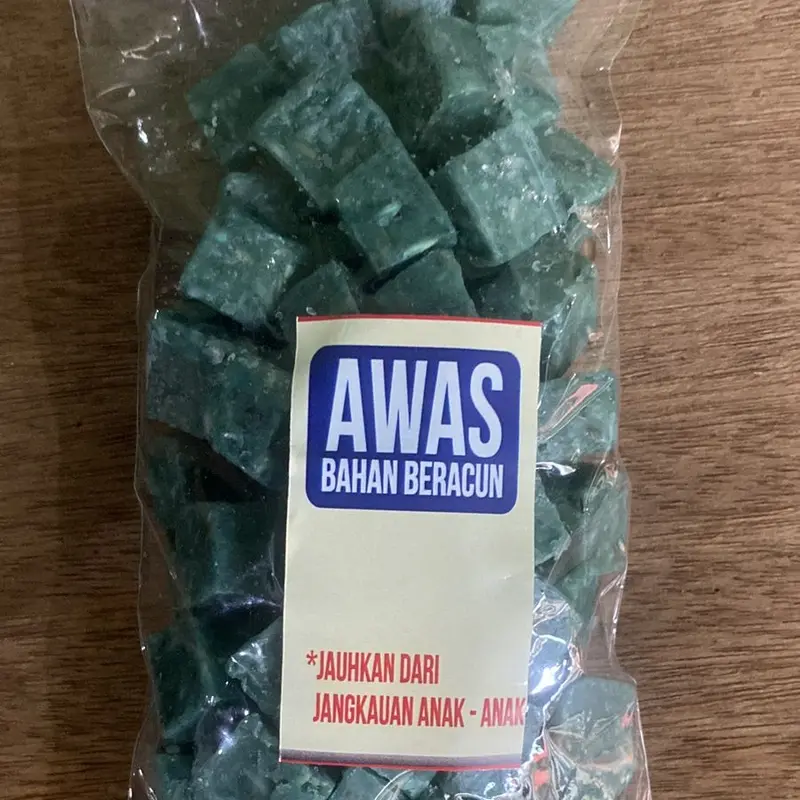 AWAS
BAHAN BERACUN
*JAUHKAN DARI
JANGKAUAN ANAK - ANAK